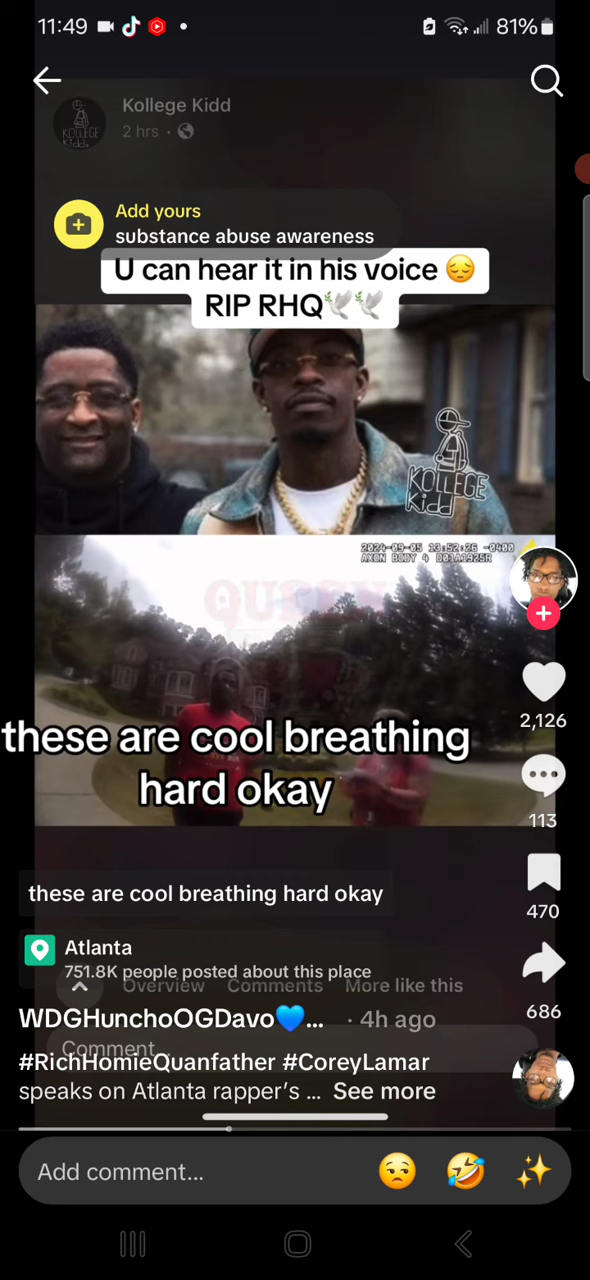 11:49
81%
Kollege Kidd
2 hrs
KOLLEGE
Kidd
Add yours
substance abuse awareness
U can hear it in his voice 😔
RIP RHQ🕊️🕊️
KOLLEGE
Kidd
2024-09-05 13:52:26 -0400
AXON BODY 4 D01A1925R
QUEEN
these are cool breathing
hard okay
2,126
113
470
686
these are cool breathing hard okay
Atlanta
751.8K people posted about this place
Overview Comments More like this
WDGHunchoOGDavo💙... · 4h ago
Comment
#RichHomieQuanfather #CoreyLamar
speaks on Atlanta rapper's ... See more
Add comment...